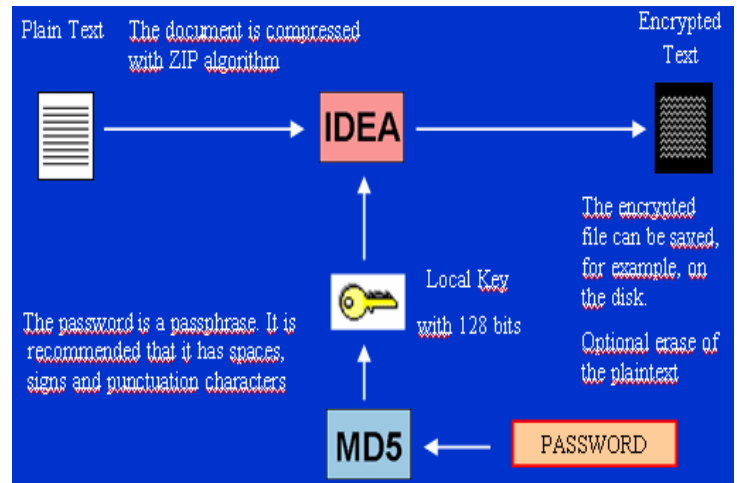 Plain Text
The document is compressed
with ZIP algorithm
Encrypted
Text
IDEA
The encrypted
file can be saved,
for example, on
the disk.
Optional erase of
the plaintext
Local Key
with 128 bits
The password is a passphrase. It is
recommended that it has spaces,
signs and punctuation characters
MD5
PASSWORD